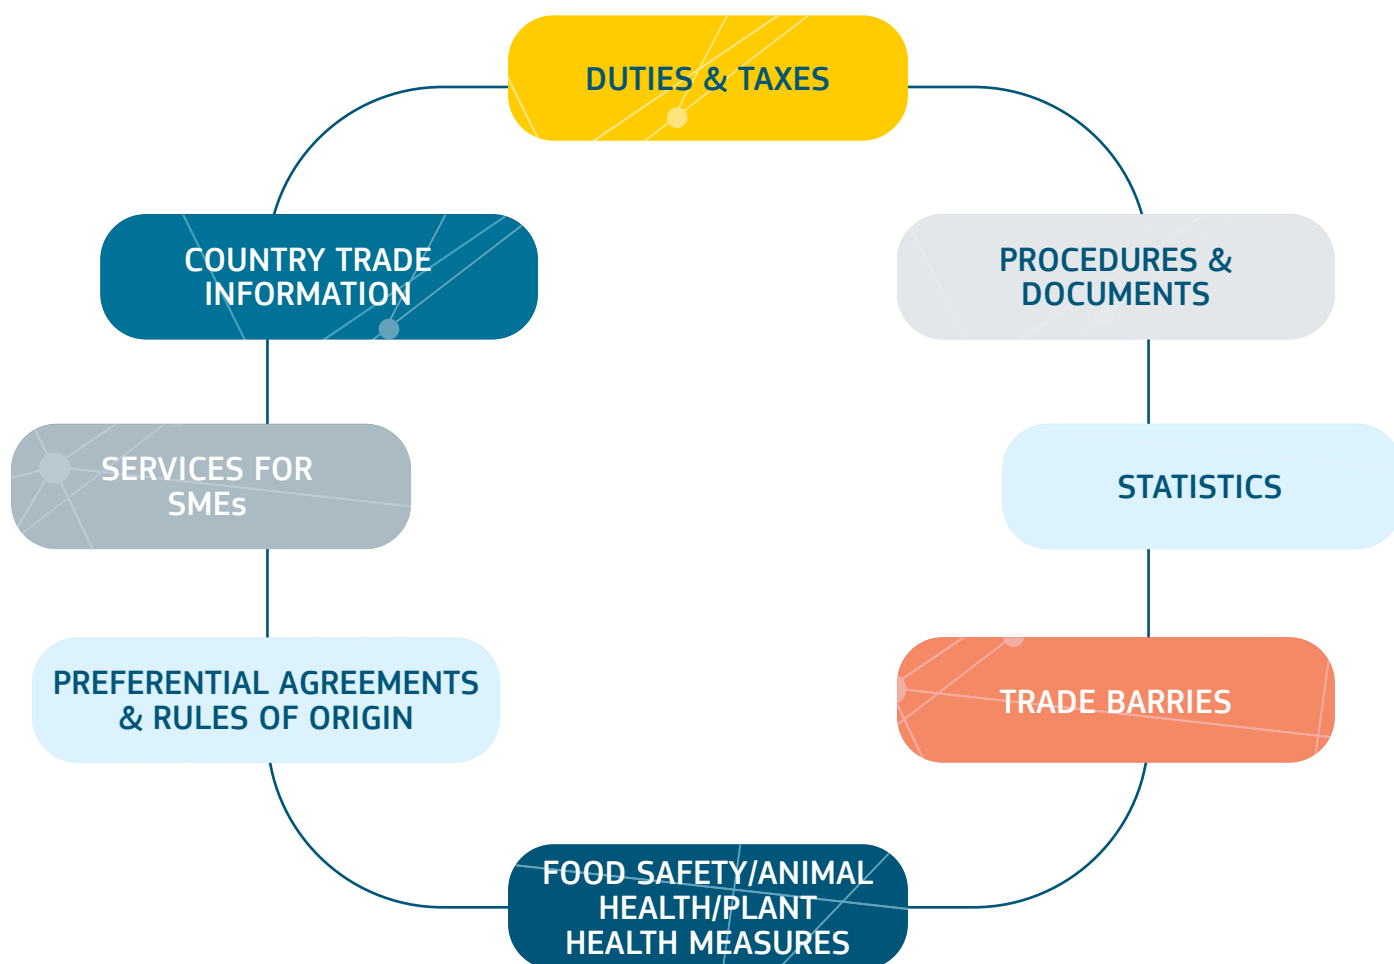 DUTIES & TAXES
COUNTRY TRADE
INFORMATION
PROCEDURES &
DOCUMENTS
SERVICES FOR
SMEs
STATISTICS
PREFERENTIAL AGREEMENTS
& RULES OF ORIGIN
TRADE BARRIES
FOOD SAFETY/ANIMAL
HEALTH/PLANT
HEALTH MEASURES